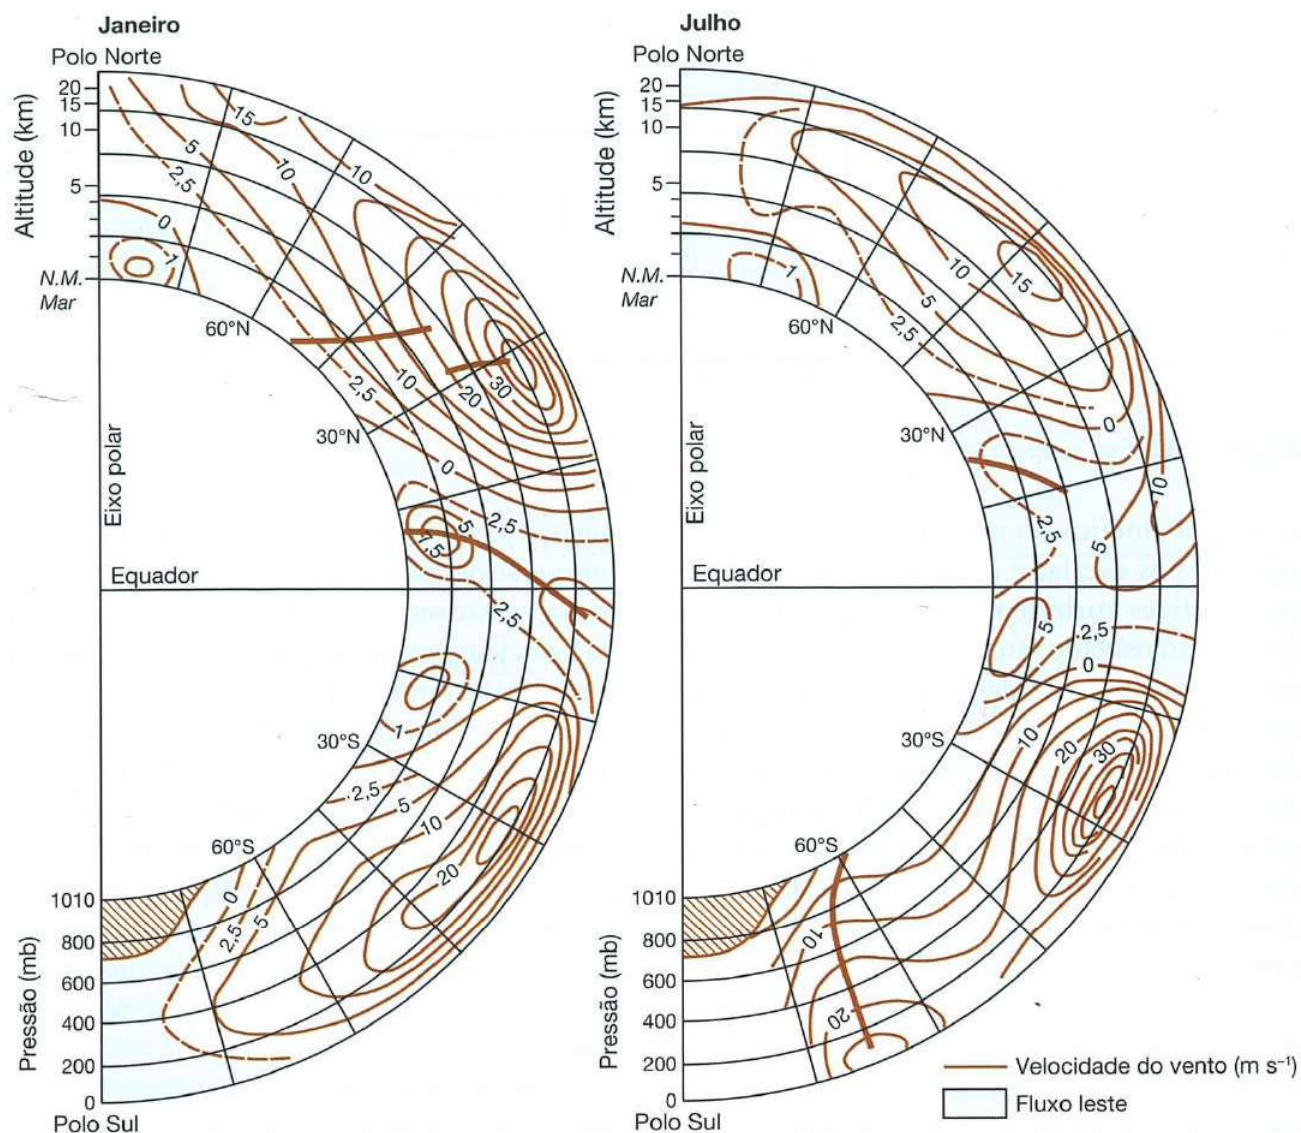 Janeiro
Polo Norte
Altitude (km)
20
15
10
5
N.M.
Mar
15
5
10
2,5
10
0
1
60°N
2,5
10
20
30
30°N
0
2,5
5
7,5
Eixo polar
Equador
2,5
1
30°S
2,5
5
10
20
60°S
0
2,5
5
1010
800
600
400
200
0
Pressão (mb)
Polo Sul
Julho
Polo Norte
Altitude (km)
20
15
10
5
N.M.
Mar
1
10
15
5
2,5
60°N
0
30°N
10
2,5
5
Eixo polar
Equador
5
2,5
0
30°S
10
20
30
60°S
10
20
1010
800
600
400
200
0
Pressão (mb)
Polo Sul
Velocidade do vento (m s⁻¹)
Fluxo leste